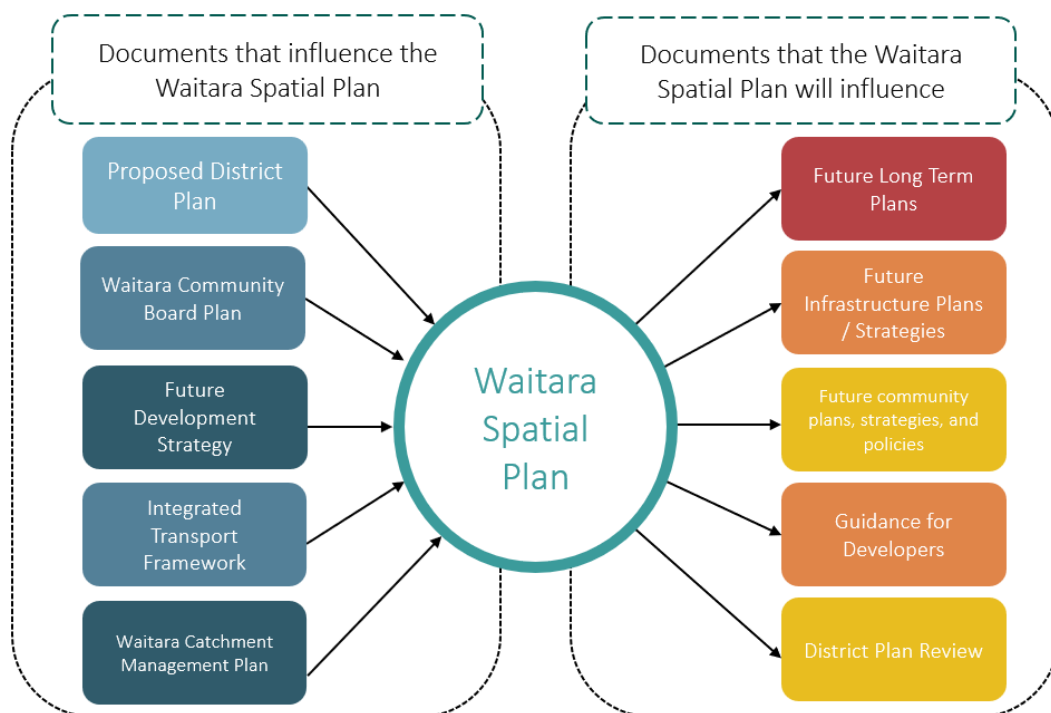 Documents that influence the
Waitara Spatial Plan
Proposed District
Plan
Waitara Community
Board Plan
Future
Development
Strategy
Integrated
Transport
Framework
Waitara Catchment
Management Plan
Waitara
Spatial
Plan
Documents that the Waitara
Spatial Plan will influence
Future Long Term
Plans
Future
Infrastructure Plans
/ Strategies
Future community
plans, strategies, and
policies
Guidance for
Developers
District Plan Review